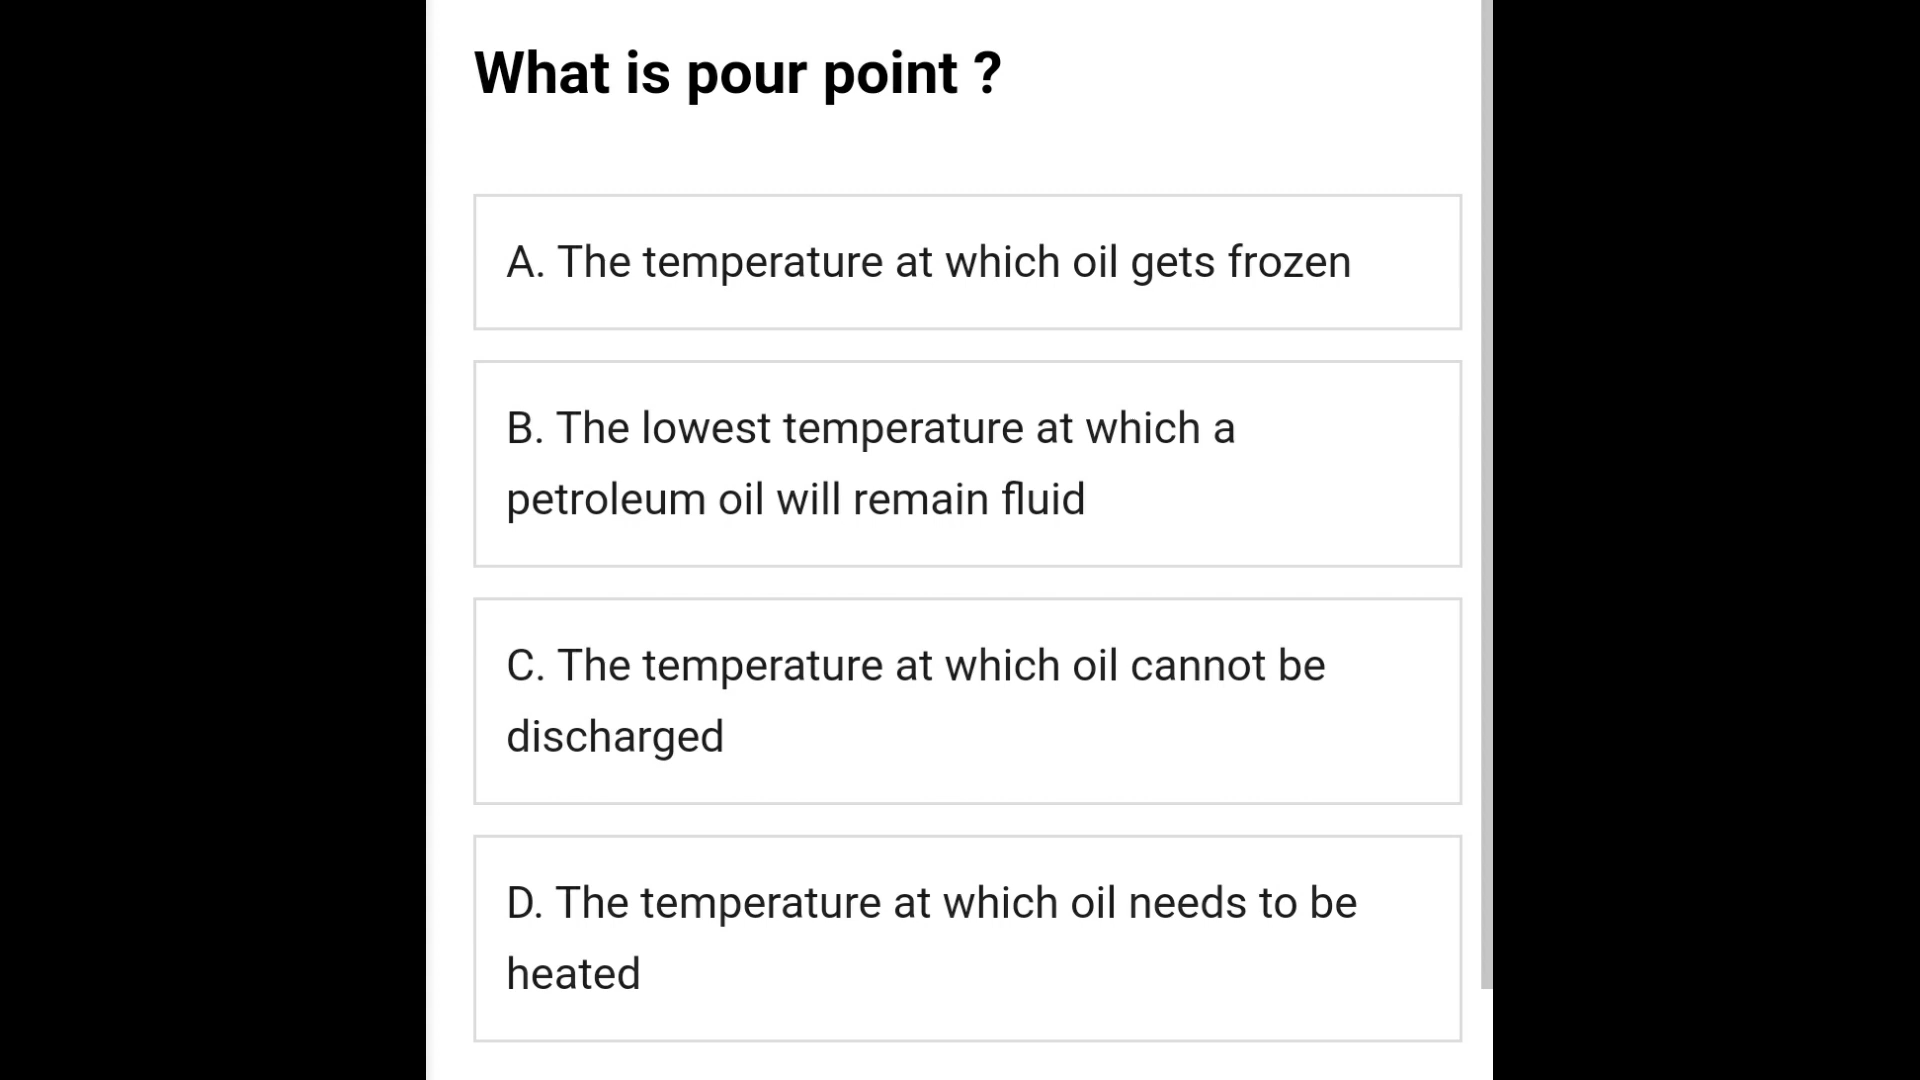 What is pour point ?
A. The temperature at which oil gets frozen
B. The lowest temperature at which a
petroleum oil will remain fluid
C. The temperature at which oil cannot be
discharged
D. The temperature at which oil needs to be
heated